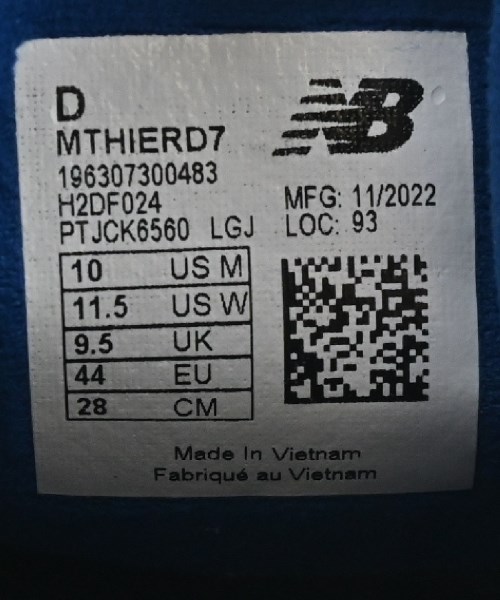 D
NB
MTHIERD7
196307300483
H2DF024
MFG: 11/2022
PTJCK6560 LGJ
LOC: 93
10 US M
11.5 US W
9.5 UK
44 EU
28 CM
Made In Vietnam
Fabriqué au Vietnam